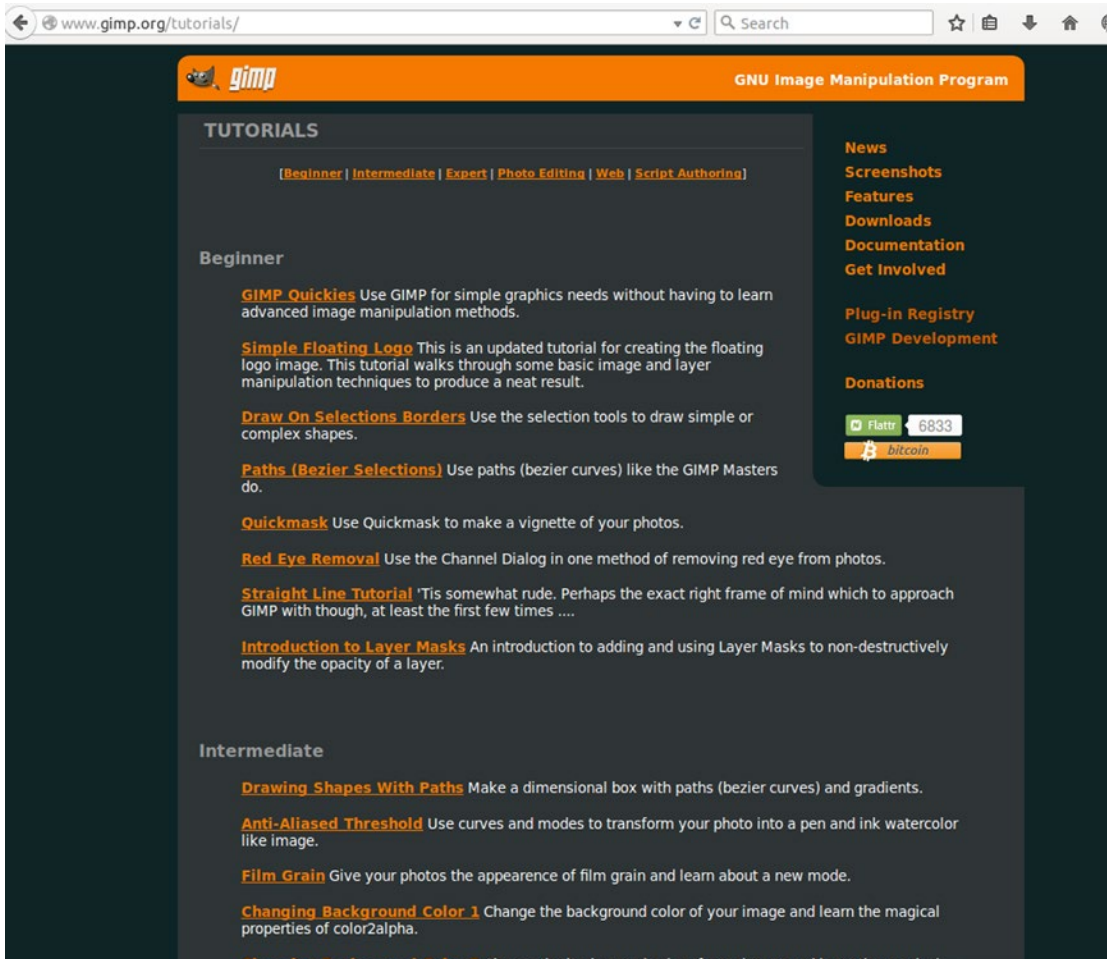 www.gimp.org/tutorials/
Search
gimp
GNU Image Manipulation Program
TUTORIALS
[Beginner | Intermediate | Expert | Photo Editing | Web | Script Authoring]
Beginner
GIMP Quickies Use GIMP for simple graphics needs without having to learn
advanced image manipulation methods.
Simple Floating Logo This is an updated tutorial for creating the floating
logo image. This tutorial walks through some basic image and layer
manipulation techniques to produce a neat result.
Draw On Selections Borders Use the selection tools to draw simple or
complex shapes.
Paths (Bezier Selections) Use paths (bezier curves) like the GIMP Masters
do.
Quickmask Use Quickmask to make a vignette of your photos.
Red Eye Removal Use the Channel Dialog in one method of removing red eye from photos.
Straight Line Tutorial 'Tis somewhat rude. Perhaps the exact right frame of mind which to approach
GIMP with though, at least the first few times ....
Introduction to Layer Masks An introduction to adding and using Layer Masks to non-destructively
modify the opacity of a layer.
Intermediate
Drawing Shapes With Paths Make a dimensional box with paths (bezier curves) and gradients.
Anti-Aliased Threshold Use curves and modes to transform your photo into a pen and ink watercolor
like image.
Film Grain Give your photos the appearence of film grain and learn about a new mode.
Changing Background Color 1 Change the background color of your image and learn the magical
properties of color2alpha.
News
Screenshots
Features
Downloads
Documentation
Get Involved
Plug-in Registry
GIMP Development
Donations
Flattr 6833
bitcoin